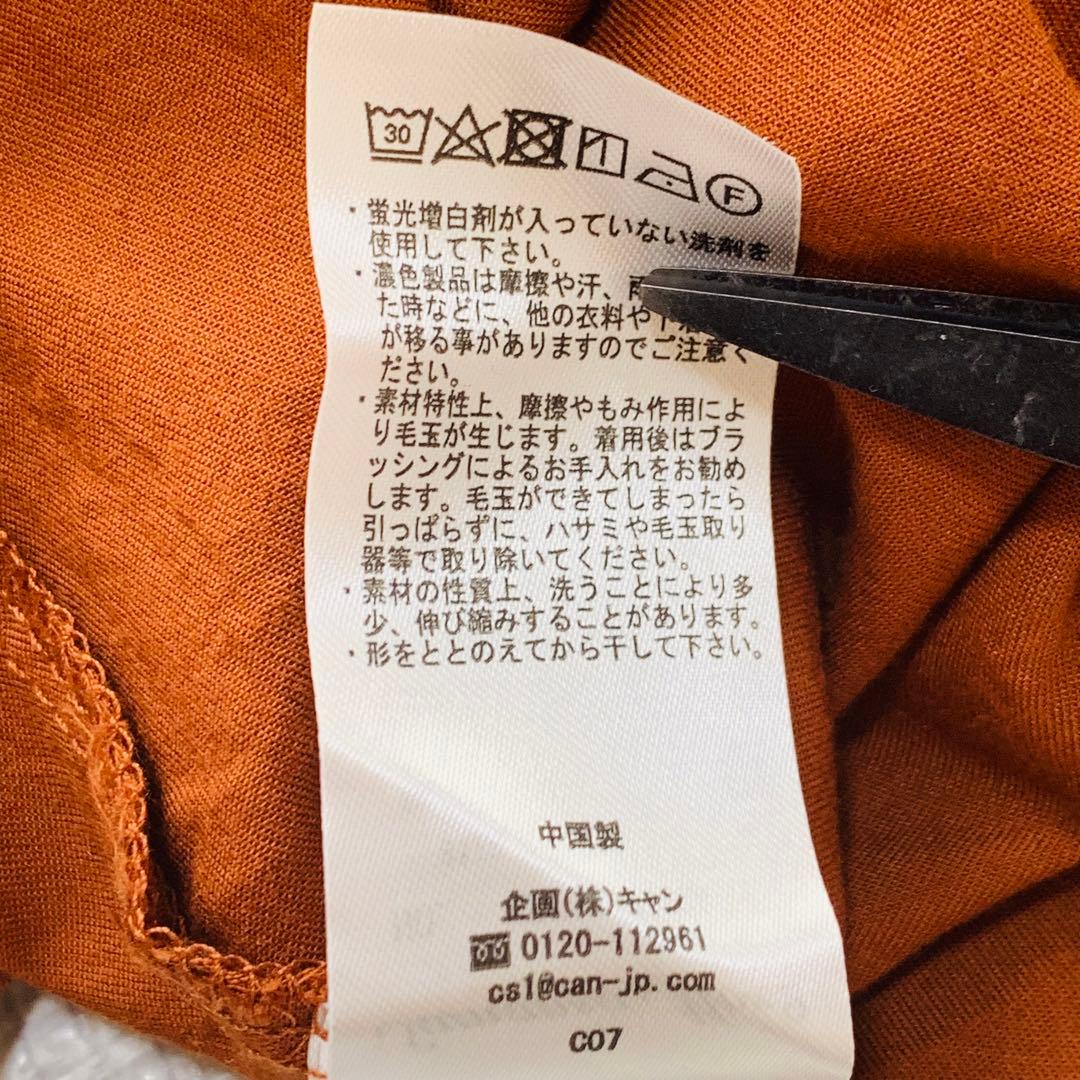 30 F
・蛍光増白剤が入っていない洗剤を
使用して下さい。
・濃色製品は摩擦や汗、
た時などに、他の衣料や
が移る事がありますのでご注意く
ださい。
・素材特性上、摩擦やもみ作用によ
り毛玉が生じます。着用後はブラ
ッシングによるお手入れをお勧め
します。毛玉ができてしまったら
引っぱらずに、ハサミや毛玉取り
器等で取り除いてください。
・素材の性質上、洗うことにより多
少、伸び縮みすることがあります。
・形をととのえてから干して下さい。
中国製
企画(株)キャン
0120-112961
cs1@can-jp.com
C07